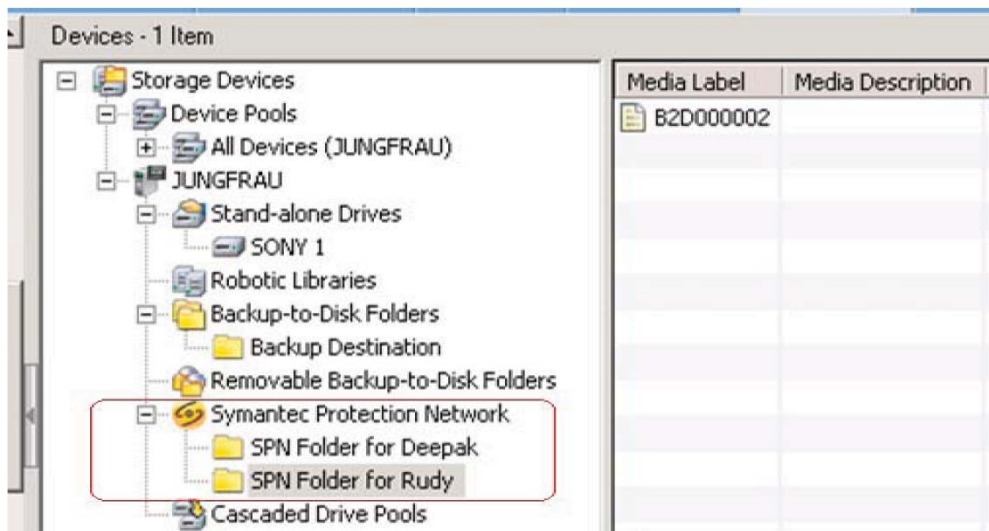 Devices - 1 Item
Storage Devices
Device Pools
All Devices (JUNGFRAU)
JUNGFRAU
Stand-alone Drives
SONY 1
Robotic Libraries
Backup-to-Disk Folders
Backup Destination
Removable Backup-to-Disk Folders
Symantec Protection Network
SPN Folder for Deepak
SPN Folder for Rudy
Cascaded Drive Pools
Media Label Media Description
B2D000002